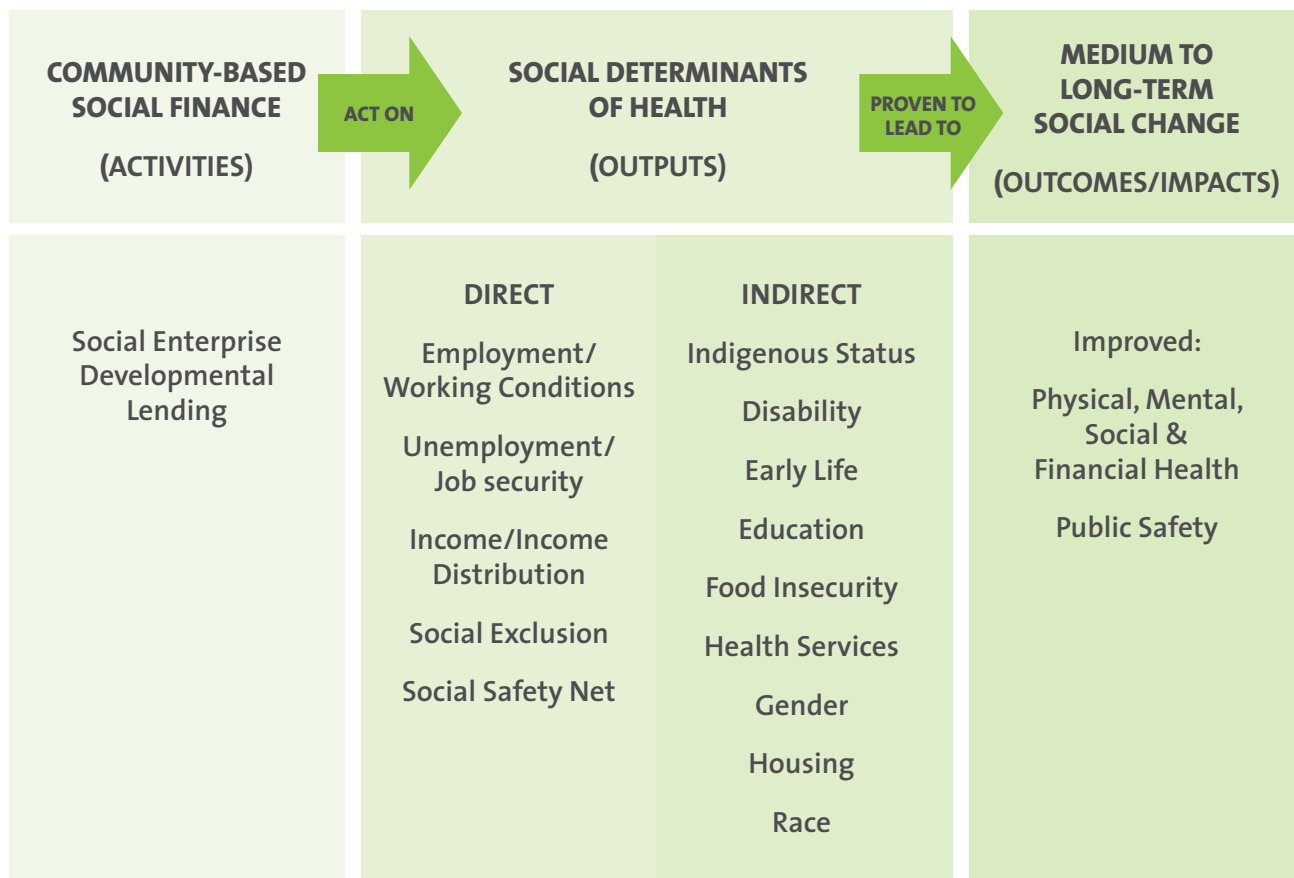 COMMUNITY-BASED
SOCIAL FINANCE
(ACTIVITIES)
ACT ON
SOCIAL DETERMINANTS
OF HEALTH
(OUTPUTS)
PROVEN TO
LEAD TO
MEDIUM TO
LONG-TERM
SOCIAL CHANGE
(OUTCOMES/IMPACTS)
Social Enterprise
Developmental
Lending
DIRECT
Employment/
Working Conditions
Unemployment/
Job security
Income/Income
Distribution
Social Exclusion
Social Safety Net
INDIRECT
Indigenous Status
Disability
Early Life
Education
Food Insecurity
Health Services
Gender
Housing
Race
Improved:
Physical, Mental,
Social &
Financial Health
Public Safety